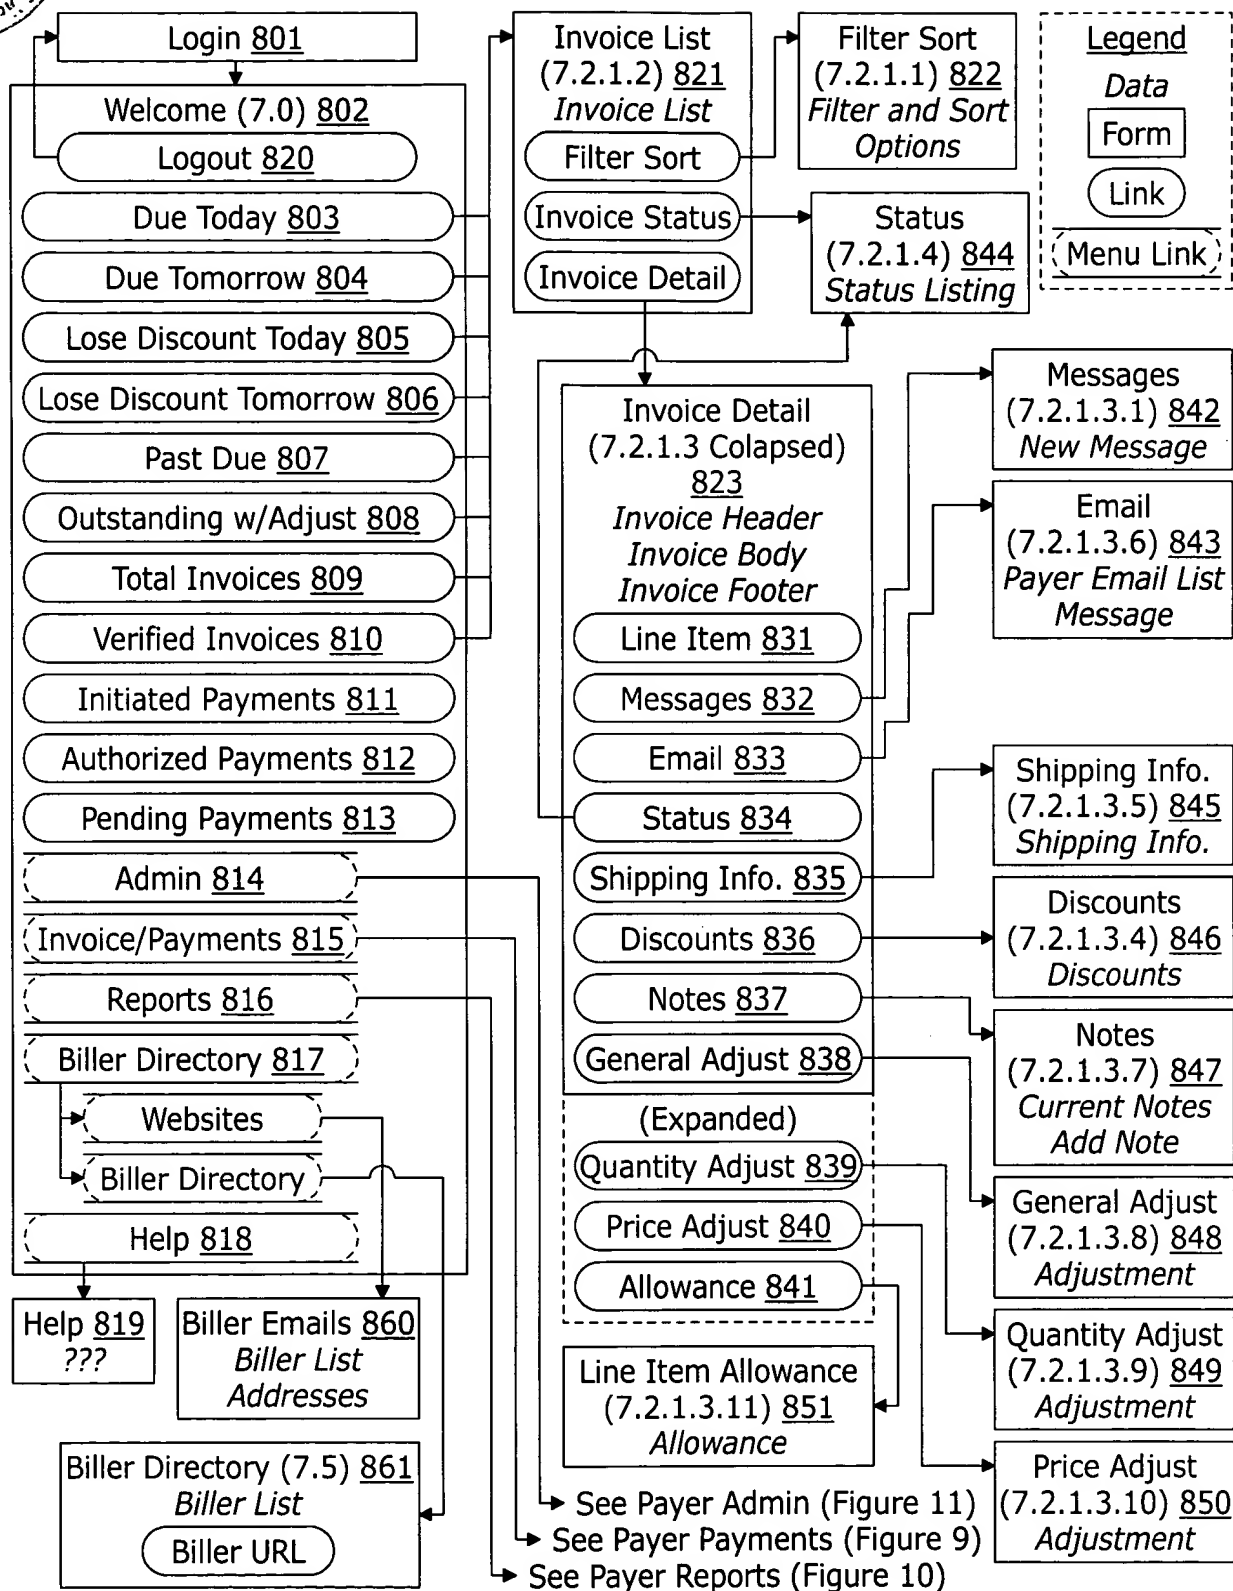 Login 801
Welcome (7.0) 802
Logout 820
Due Today 803
Due Tomorrow 804
Lose Discount Today 805
Lose Discount Tomorrow 806
Past Due 807
Outstanding w/Adjust 808
Total Invoices 809
Verified Invoices 810
Initiated Payments 811
Authorized Payments 812
Pending Payments 813
Admin 814
Invoice/Payments 815
Reports 816
Biller Directory 817
Websites
Biller Directory
Help 818
Help 819
???
Biller Emails 860
Biller List
Addresses
Biller Directory (7.5) 861
Biller List
Biller URL
Invoice List
(7.2.1.2) 821
Invoice List
Filter Sort
Invoice Status
Invoice Detail
Filter Sort
(7.2.1.1) 822
Filter and Sort
Options
Status
(7.2.1.4) 844
Status Listing
Legend
Data
Form
Link
Menu Link
Invoice Detail
(7.2.1.3 Colapsed)
823
Invoice Header
Invoice Body
Invoice Footer
Line Item 831
Messages 832
Email 833
Status 834
Shipping Info. 835
Discounts 836
Notes 837
General Adjust 838
(Expanded)
Quantity Adjust 839
Price Adjust 840
Allowance 841
Line Item Allowance
(7.2.1.3.11) 851
Allowance
Messages
(7.2.1.3.1) 842
New Message
Email
(7.2.1.3.6) 843
Payer Email List
Message
Shipping Info.
(7.2.1.3.5) 845
Shipping Info.
Discounts
(7.2.1.3.4) 846
Discounts
Notes
(7.2.1.3.7) 847
Current Notes
Add Note
General Adjust
(7.2.1.3.8) 848
Adjustment
Quantity Adjust
(7.2.1.3.9) 849
Adjustment
Price Adjust
(7.2.1.3.10) 850
Adjustment
See Payer Admin (Figure 11)
See Payer Payments (Figure 9)
See Payer Reports (Figure 10)